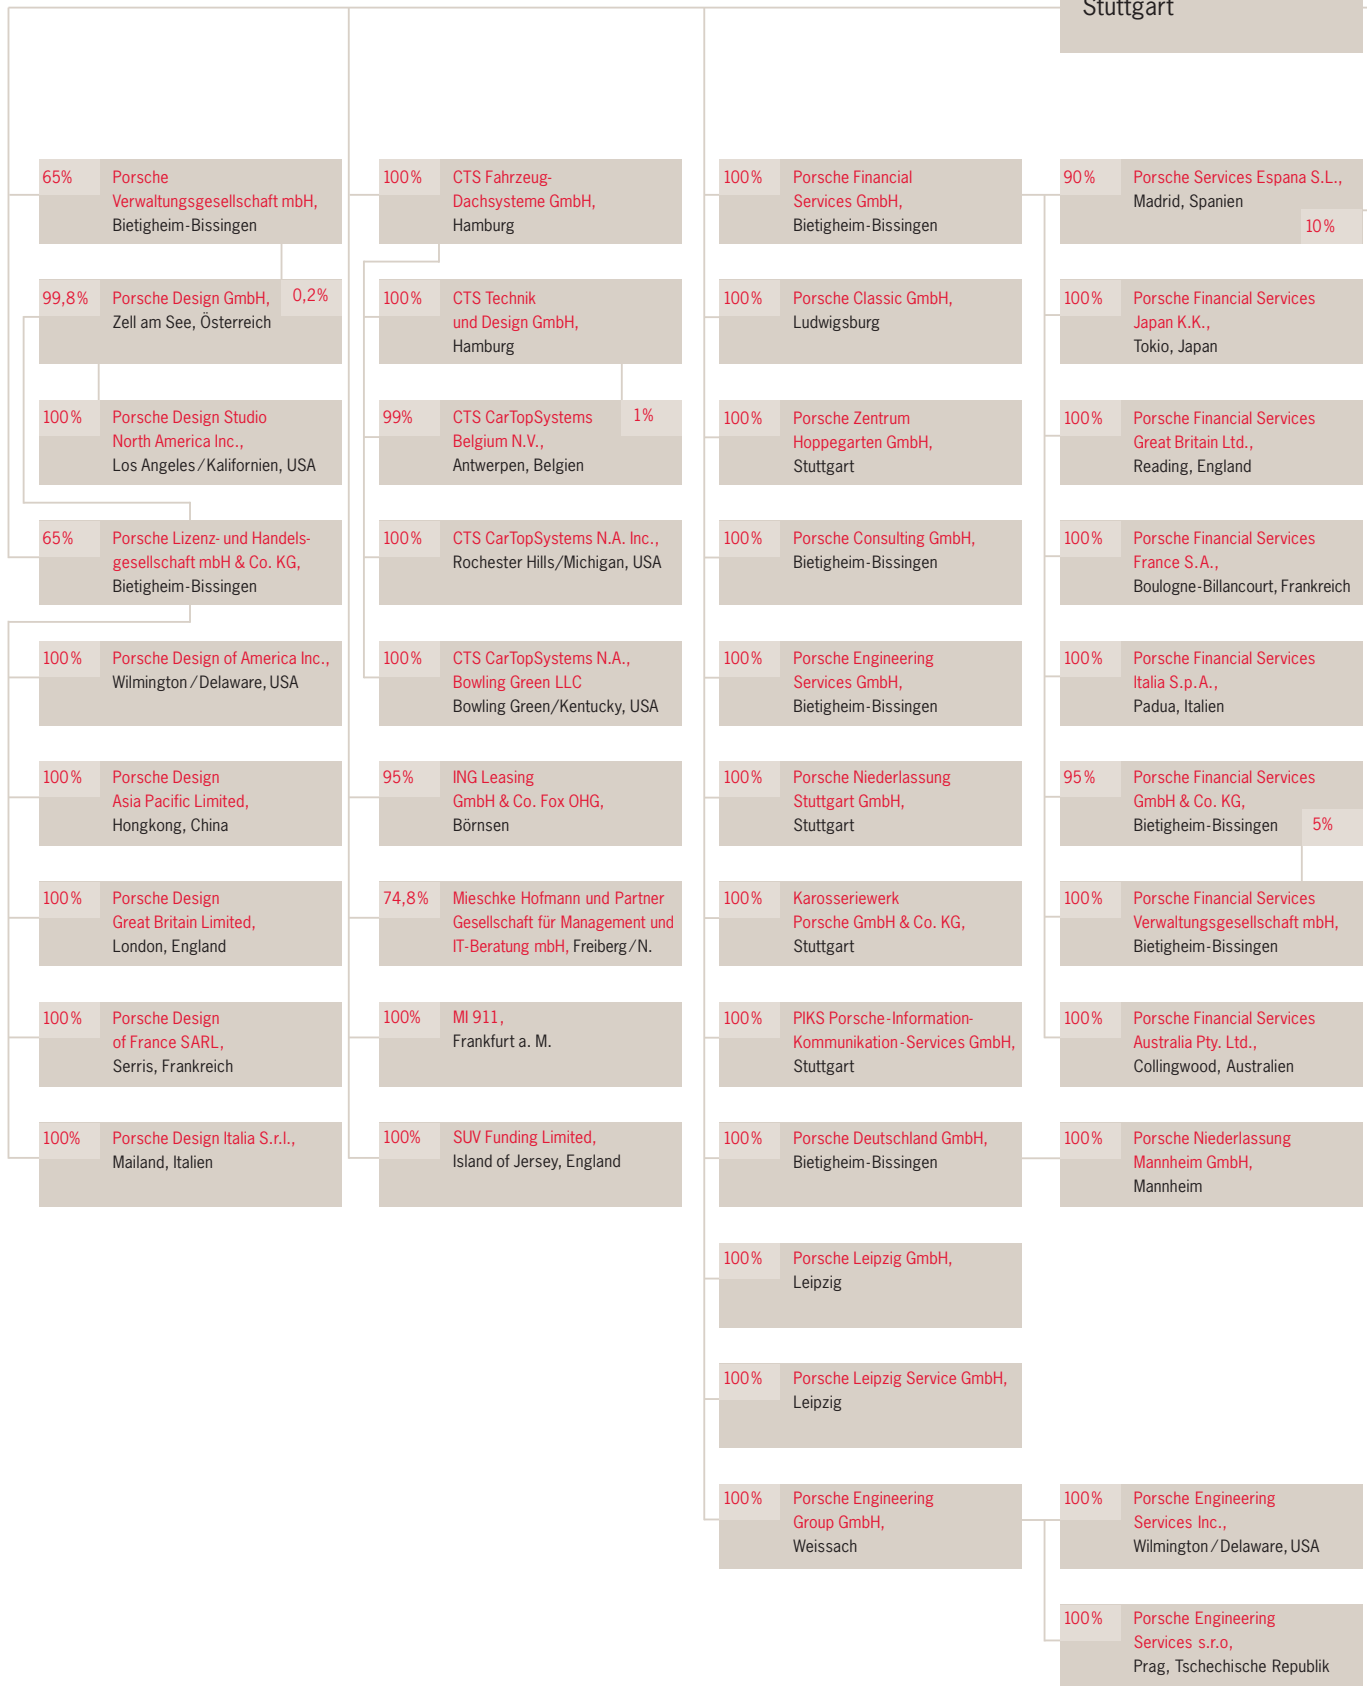 Stuttgart
65%
Porsche
Verwaltungsgesellschaft mbH,
Bietigheim-Bissingen
99,8%
Porsche Design GmbH,
0,2%
Zell am See, Österreich
100%
Porsche Design Studio
North America Inc.,
Los Angeles/Kalifornien, USA
65%
Porsche Lizenz- und Handels-
gesellschaft mbH & Co. KG,
Bietigheim-Bissingen
100%
Porsche Design of America Inc.,
Wilmington/Delaware, USA
100%
Porsche Design
Asia Pacific Limited,
Hongkong, China
100%
Porsche Design
Great Britain Limited,
London, England
100%
Porsche Design
of France SARL,
Serris, Frankreich
100%
Porsche Design Italia S.r.l.,
Mailand, Italien
100%
CTS Fahrzeug-
Dachsysteme GmbH,
Hamburg
100%
CTS Technik
und Design GmbH,
Hamburg
99%
CTS CarTopSystems
1%
Belgium N.V.,
Antwerpen, Belgien
100%
CTS CarTopSystems N.A. Inc.,
Rochester Hills/Michigan, USA
100%
CTS CarTopSystems N.A.,
Bowling Green LLC
Bowling Green/Kentucky, USA
95%
ING Leasing
GmbH & Co. Fox OHG,
Börnsen
74,8%
Mieschke Hofmann und Partner
Gesellschaft für Management und
IT-Beratung mbH, Freiberg/N.
100%
MI 911,
Frankfurt a. M.
100%
SUV Funding Limited,
Island of Jersey, England
100%
Porsche Financial
Services GmbH,
Bietigheim-Bissingen
100%
Porsche Classic GmbH,
Ludwigsburg
100%
Porsche Zentrum
Hoppegarten GmbH,
Stuttgart
100%
Porsche Consulting GmbH,
Bietigheim-Bissingen
100%
Porsche Engineering
Services GmbH,
Bietigheim-Bissingen
100%
Porsche Niederlassung
Stuttgart GmbH,
Stuttgart
100%
Karosseriewerk
Porsche GmbH & Co. KG,
Stuttgart
100%
PIKS Porsche-Information-
Kommunikation-Services GmbH,
Stuttgart
100%
Porsche Deutschland GmbH,
Bietigheim-Bissingen
100%
Porsche Leipzig GmbH,
Leipzig
100%
Porsche Leipzig Service GmbH,
Leipzig
100%
Porsche Engineering
Group GmbH,
Weissach
90%
Porsche Services Espana S.L.,
Madrid, Spanien
10%
100%
Porsche Financial Services
Japan K.K.,
Tokio, Japan
100%
Porsche Financial Services
Great Britain Ltd.,
Reading, England
100%
Porsche Financial Services
France S.A.,
Boulogne-Billancourt, Frankreich
100%
Porsche Financial Services
Italia S.p.A.,
Padua, Italien
95%
Porsche Financial Services
GmbH & Co. KG,
Bietigheim-Bissingen
5%
100%
Porsche Financial Services
Verwaltungsgesellschaft mbH,
Bietigheim-Bissingen
100%
Porsche Financial Services
Australia Pty. Ltd.,
Collingwood, Australien
100%
Porsche Niederlassung
Mannheim GmbH,
Mannheim
100%
Porsche Engineering
Services Inc.,
Wilmington/Delaware, USA
100%
Porsche Engineering
Services s.r.o,
Prag, Tschechische Republik